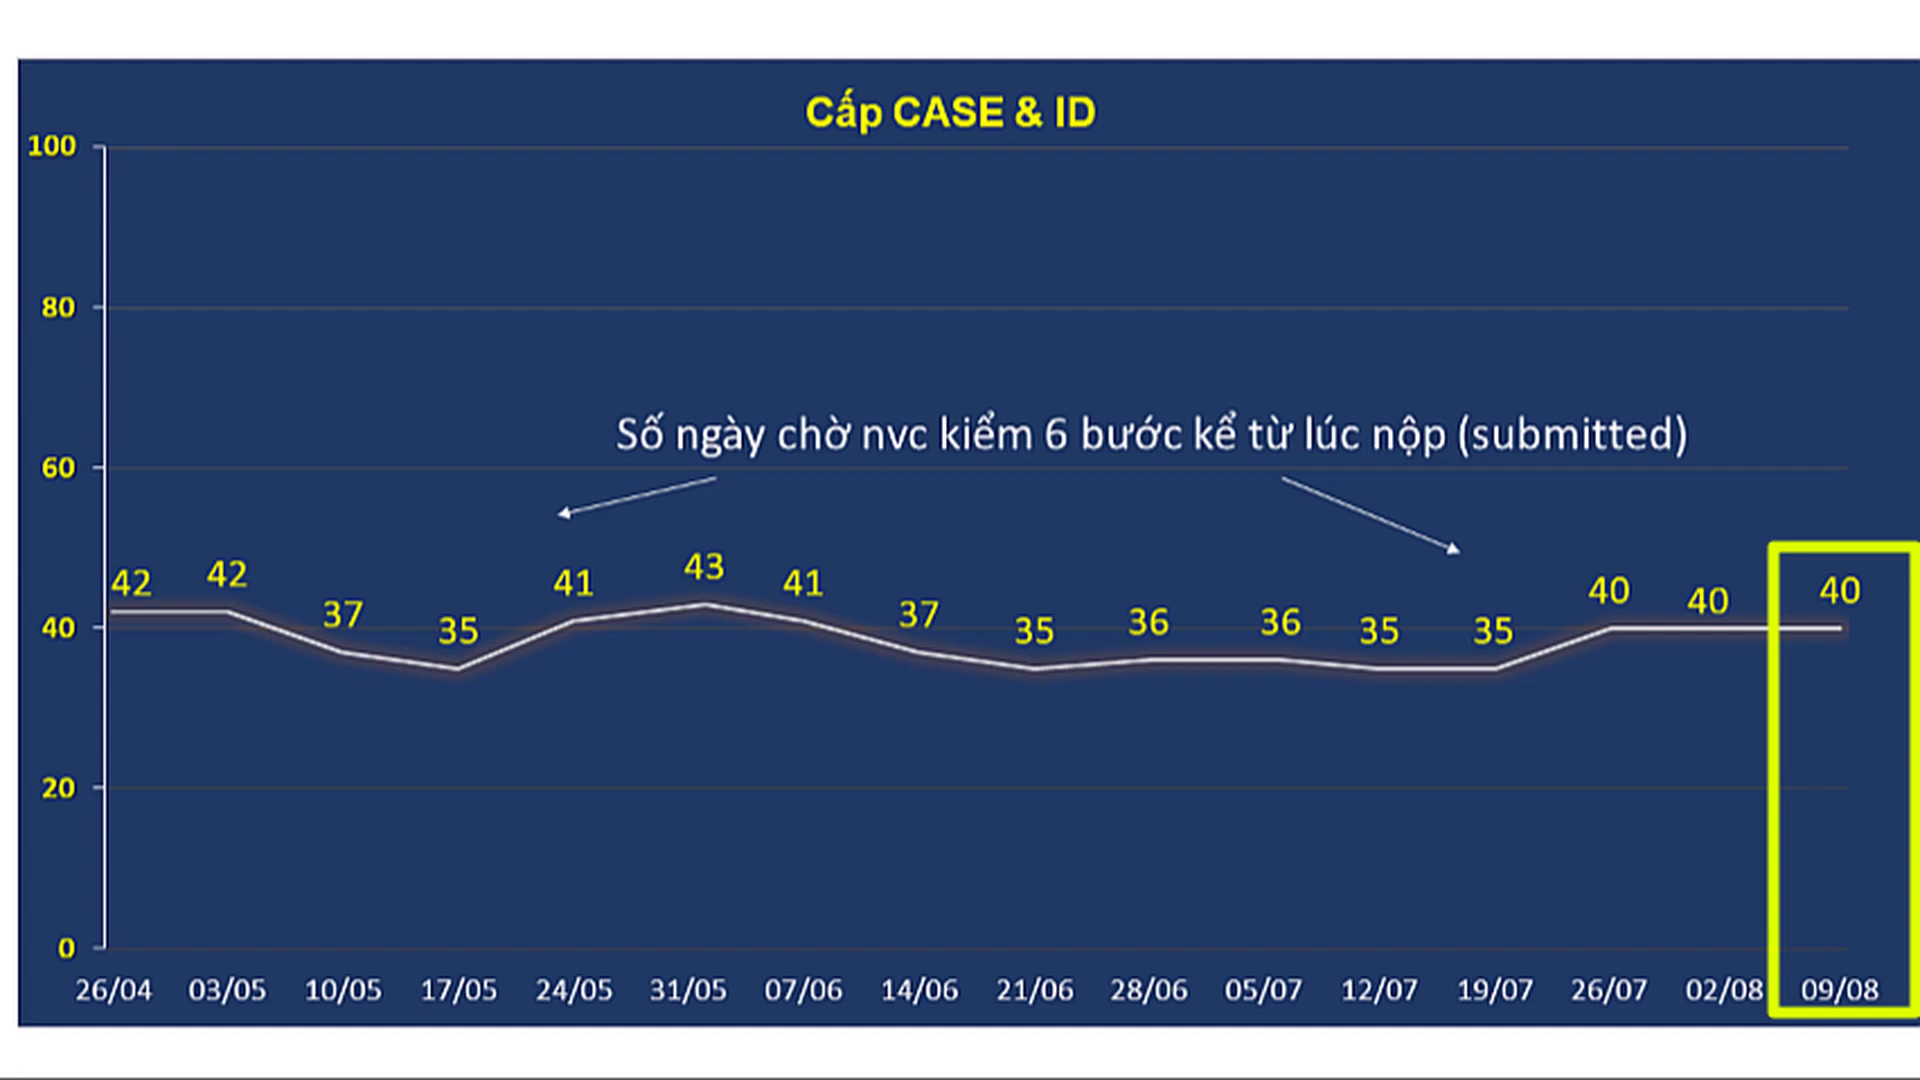 Cấp CASE & ID
100
80
Số ngày chờ nvc kiểm 6 bước kể từ lúc nộp (submitted)
60
42 42 37 35 41 43 41 37 35 36 36 35 35 40 40 40
40
20
0
26/04 03/05 10/05 17/05 24/05 31/05 07/06 14/06 21/06 28/06 05/07 12/07 19/07 26/07 02/08 09/08